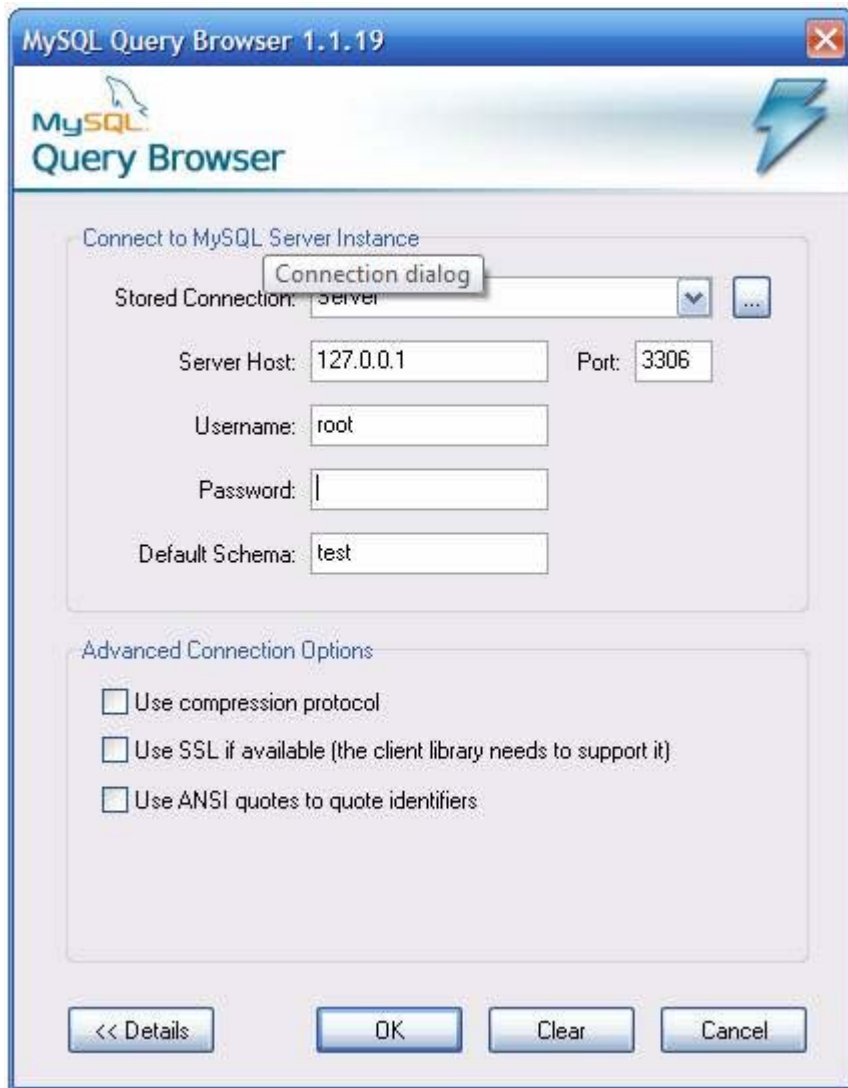 MySQL Query Browser 1.1.19
MySQL
Query Browser
Connect to MySQL Server Instance
Connection dialog
Stored Connection: Server
Server Host: 127.0.0.1 Port: 3306
Username: root
Password:
Default Schema: test
Advanced Connection Options
Use compression protocol
Use SSL if available (the client library needs to support it)
Use ANSI quotes to quote identifiers
<< Details OK Clear Cancel